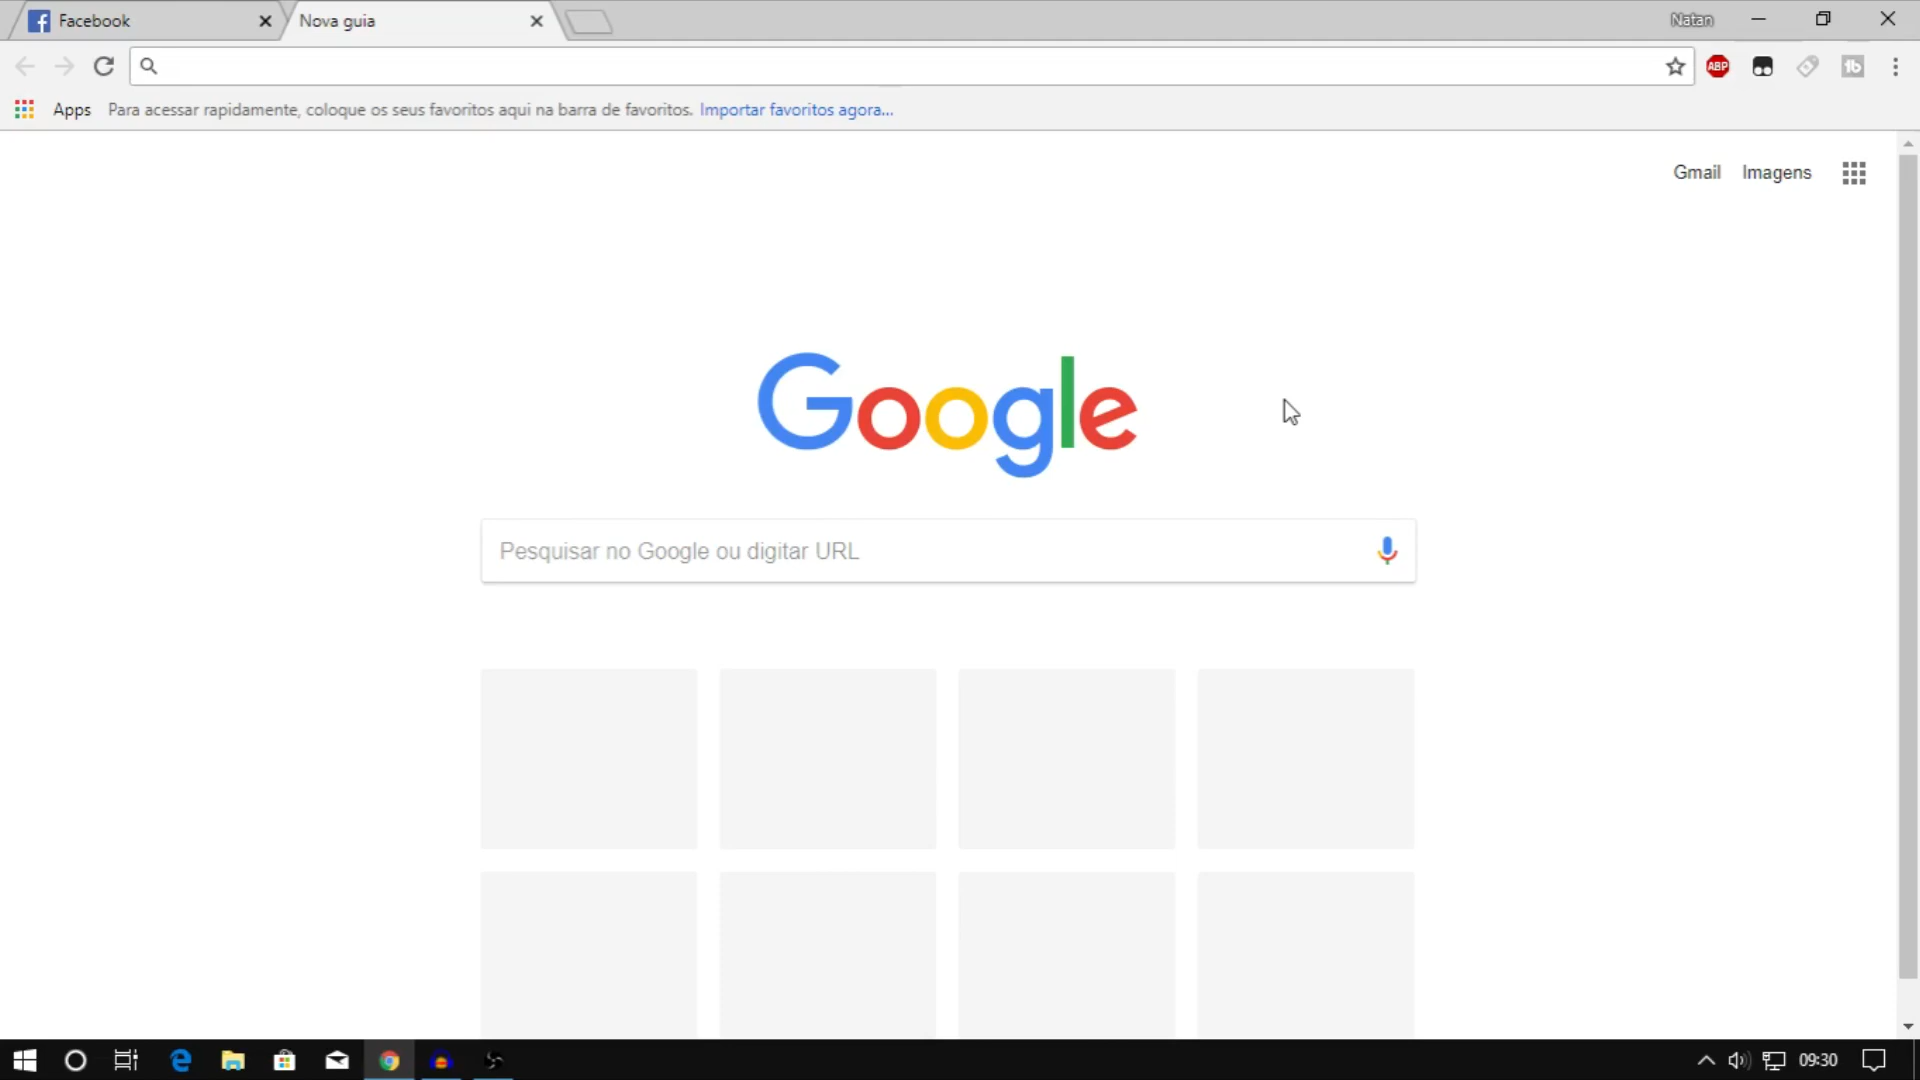 Facebook
Nova guia
Natan
ABP
Apps Para acessar rapidamente, coloque os seus favoritos aqui na barra de favoritos. Importar favoritos agora...
Gmail Imagens
Google
Pesquisar no Google ou digitar URL
09:30